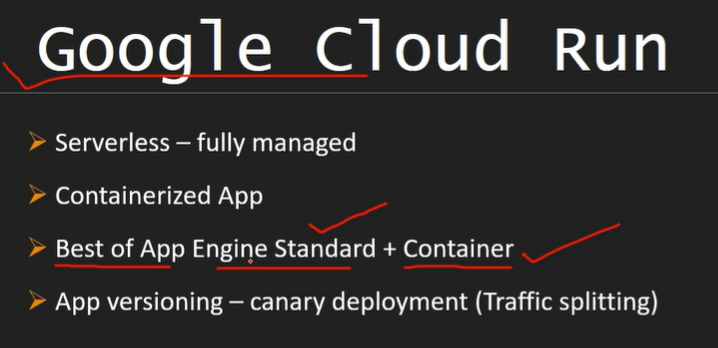 Google Cloud Run
Serverless – fully managed
Containerized App
Best of App Engine Standard + Container
App versioning – canary deployment (Traffic splitting)